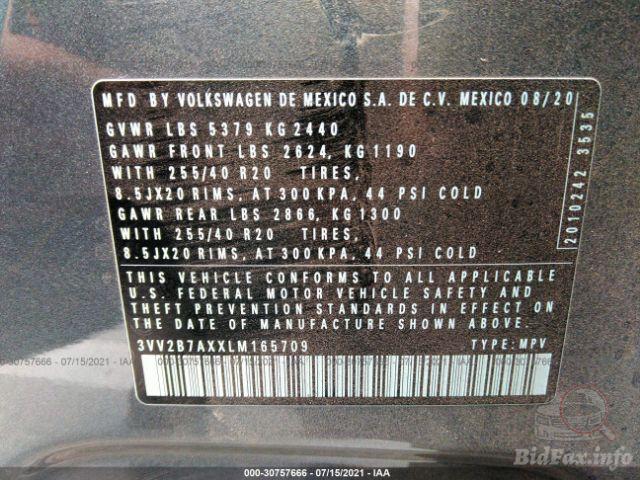 MFD BY VOLKSWAGEN DE MEXICO S.A. DE C.V. MEXICO 08/20
GVWR LBS 5379 KG 2440
GAWR FRONT LBS 2624, KG 1190
WITH 255/40 R20 TIRES,
8.5JX20 RIMS, AT 300 KPA, 44 PSI COLD
GAWR REAR LBS 2866, KG 1300
WITH 255/40 R20 TIRES,
8.5JX20 RIMS, AT 300 KPA, 44 PSI COLD
THIS VEHICLE CONFORMS TO ALL APPLICABLE
U.S. FEDERAL MOTOR VEHICLE SAFETY AND
THEFT PREVENTION STANDARDS IN EFFECT
ON THE DATE OF MANUFACTURE SHOWN ABOVE
3VV2B7AXXLM165709 TYPE: MPV
2010242 3535
000-30757666 - 07/15/2021 - IAA
BidFax.info